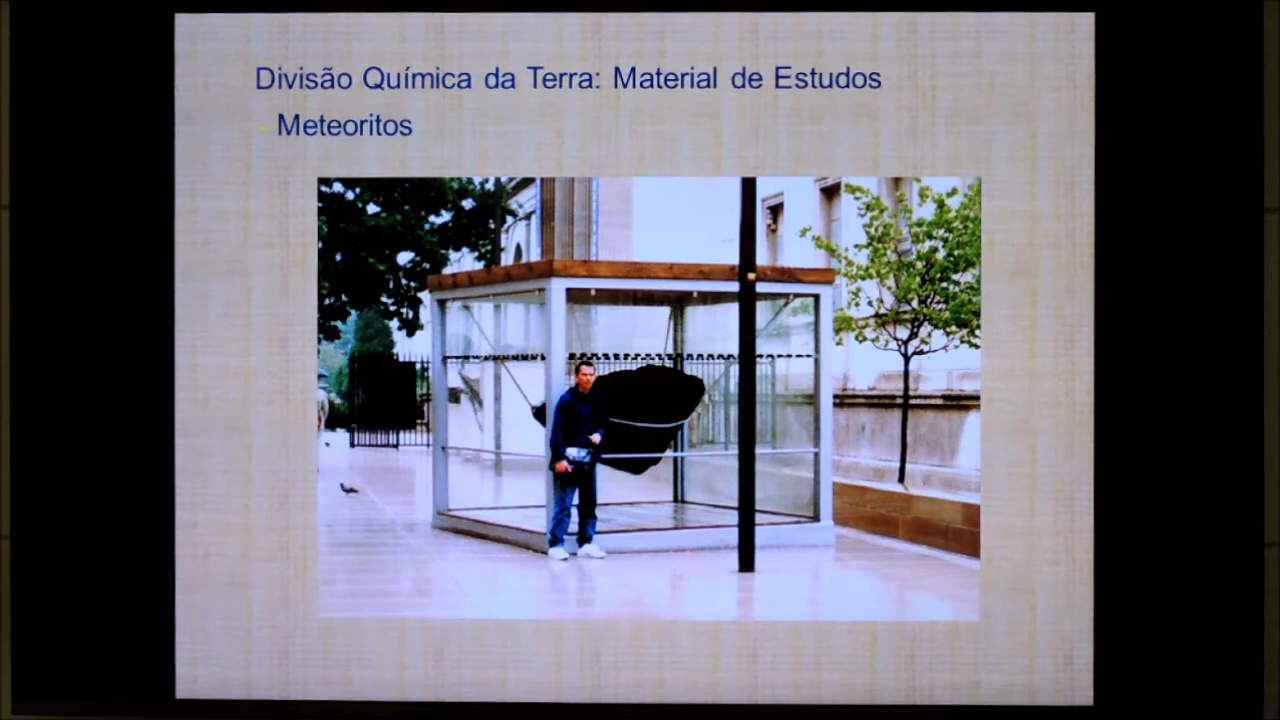 Divisão Química da Terra: Material de Estudos
- Meteoritos